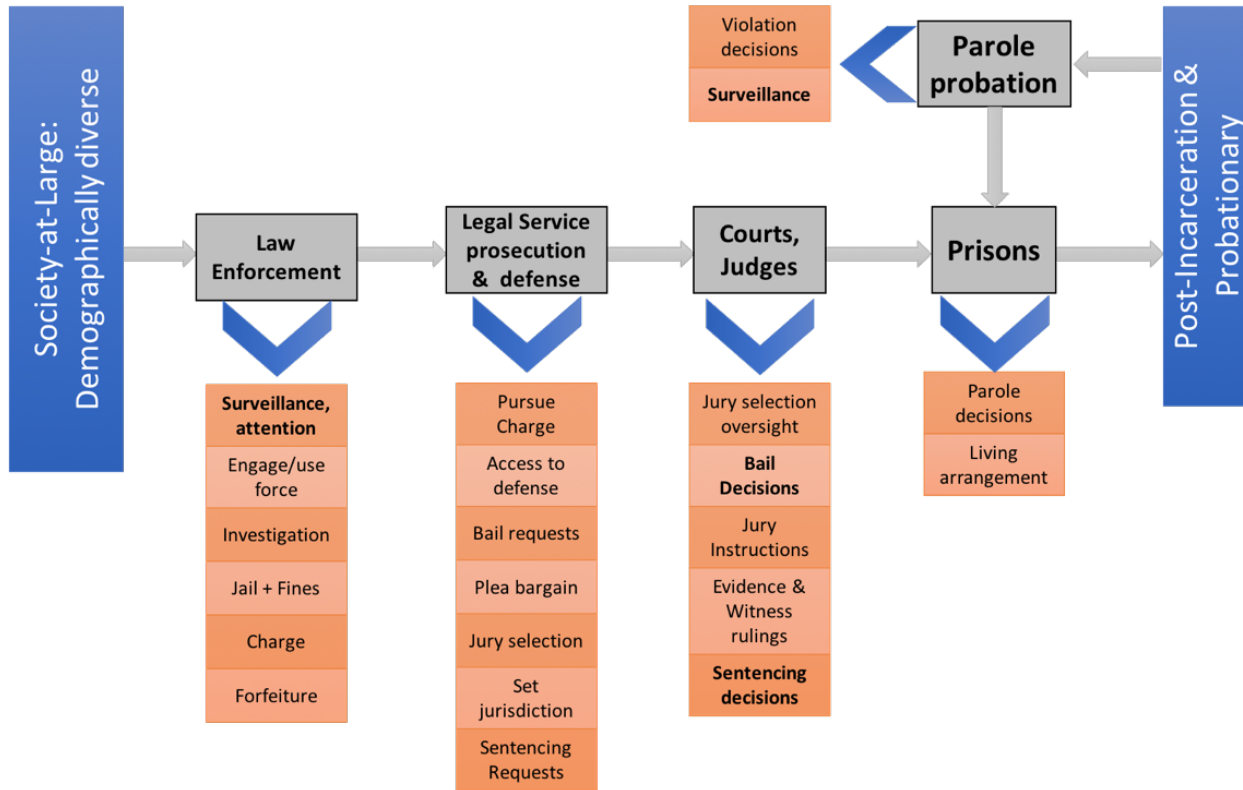 Society-at-Large:
Demographically diverse
Violation
decisions
Surveillance
Parole
probation
Post-Incarceration &
Probationary
Law
Enforcement
Legal Service
prosecution
& defense
Courts,
Judges
Prisons
Surveillance,
attention
Engage/use
force
Investigation
Jail + Fines
Charge
Forfeiture
Pursue
Charge
Access to
defense
Bail requests
Plea bargain
Jury selection
Set
jurisdiction
Sentencing
Requests
Jury selection
oversight
Bail
Decisions
Jury
Instructions
Evidence &
Witness
rulings
Sentencing
decisions
Parole
decisions
Living
arrangement